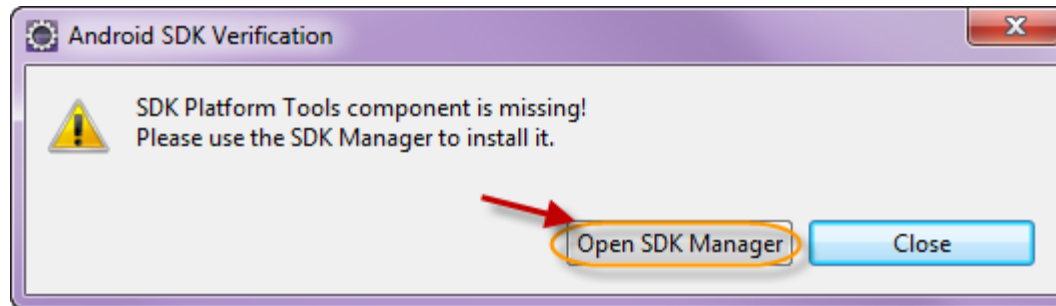 Android SDK Verification
SDK Platform Tools component is missing!
Please use the SDK Manager to install it.
Open SDK Manager
Close